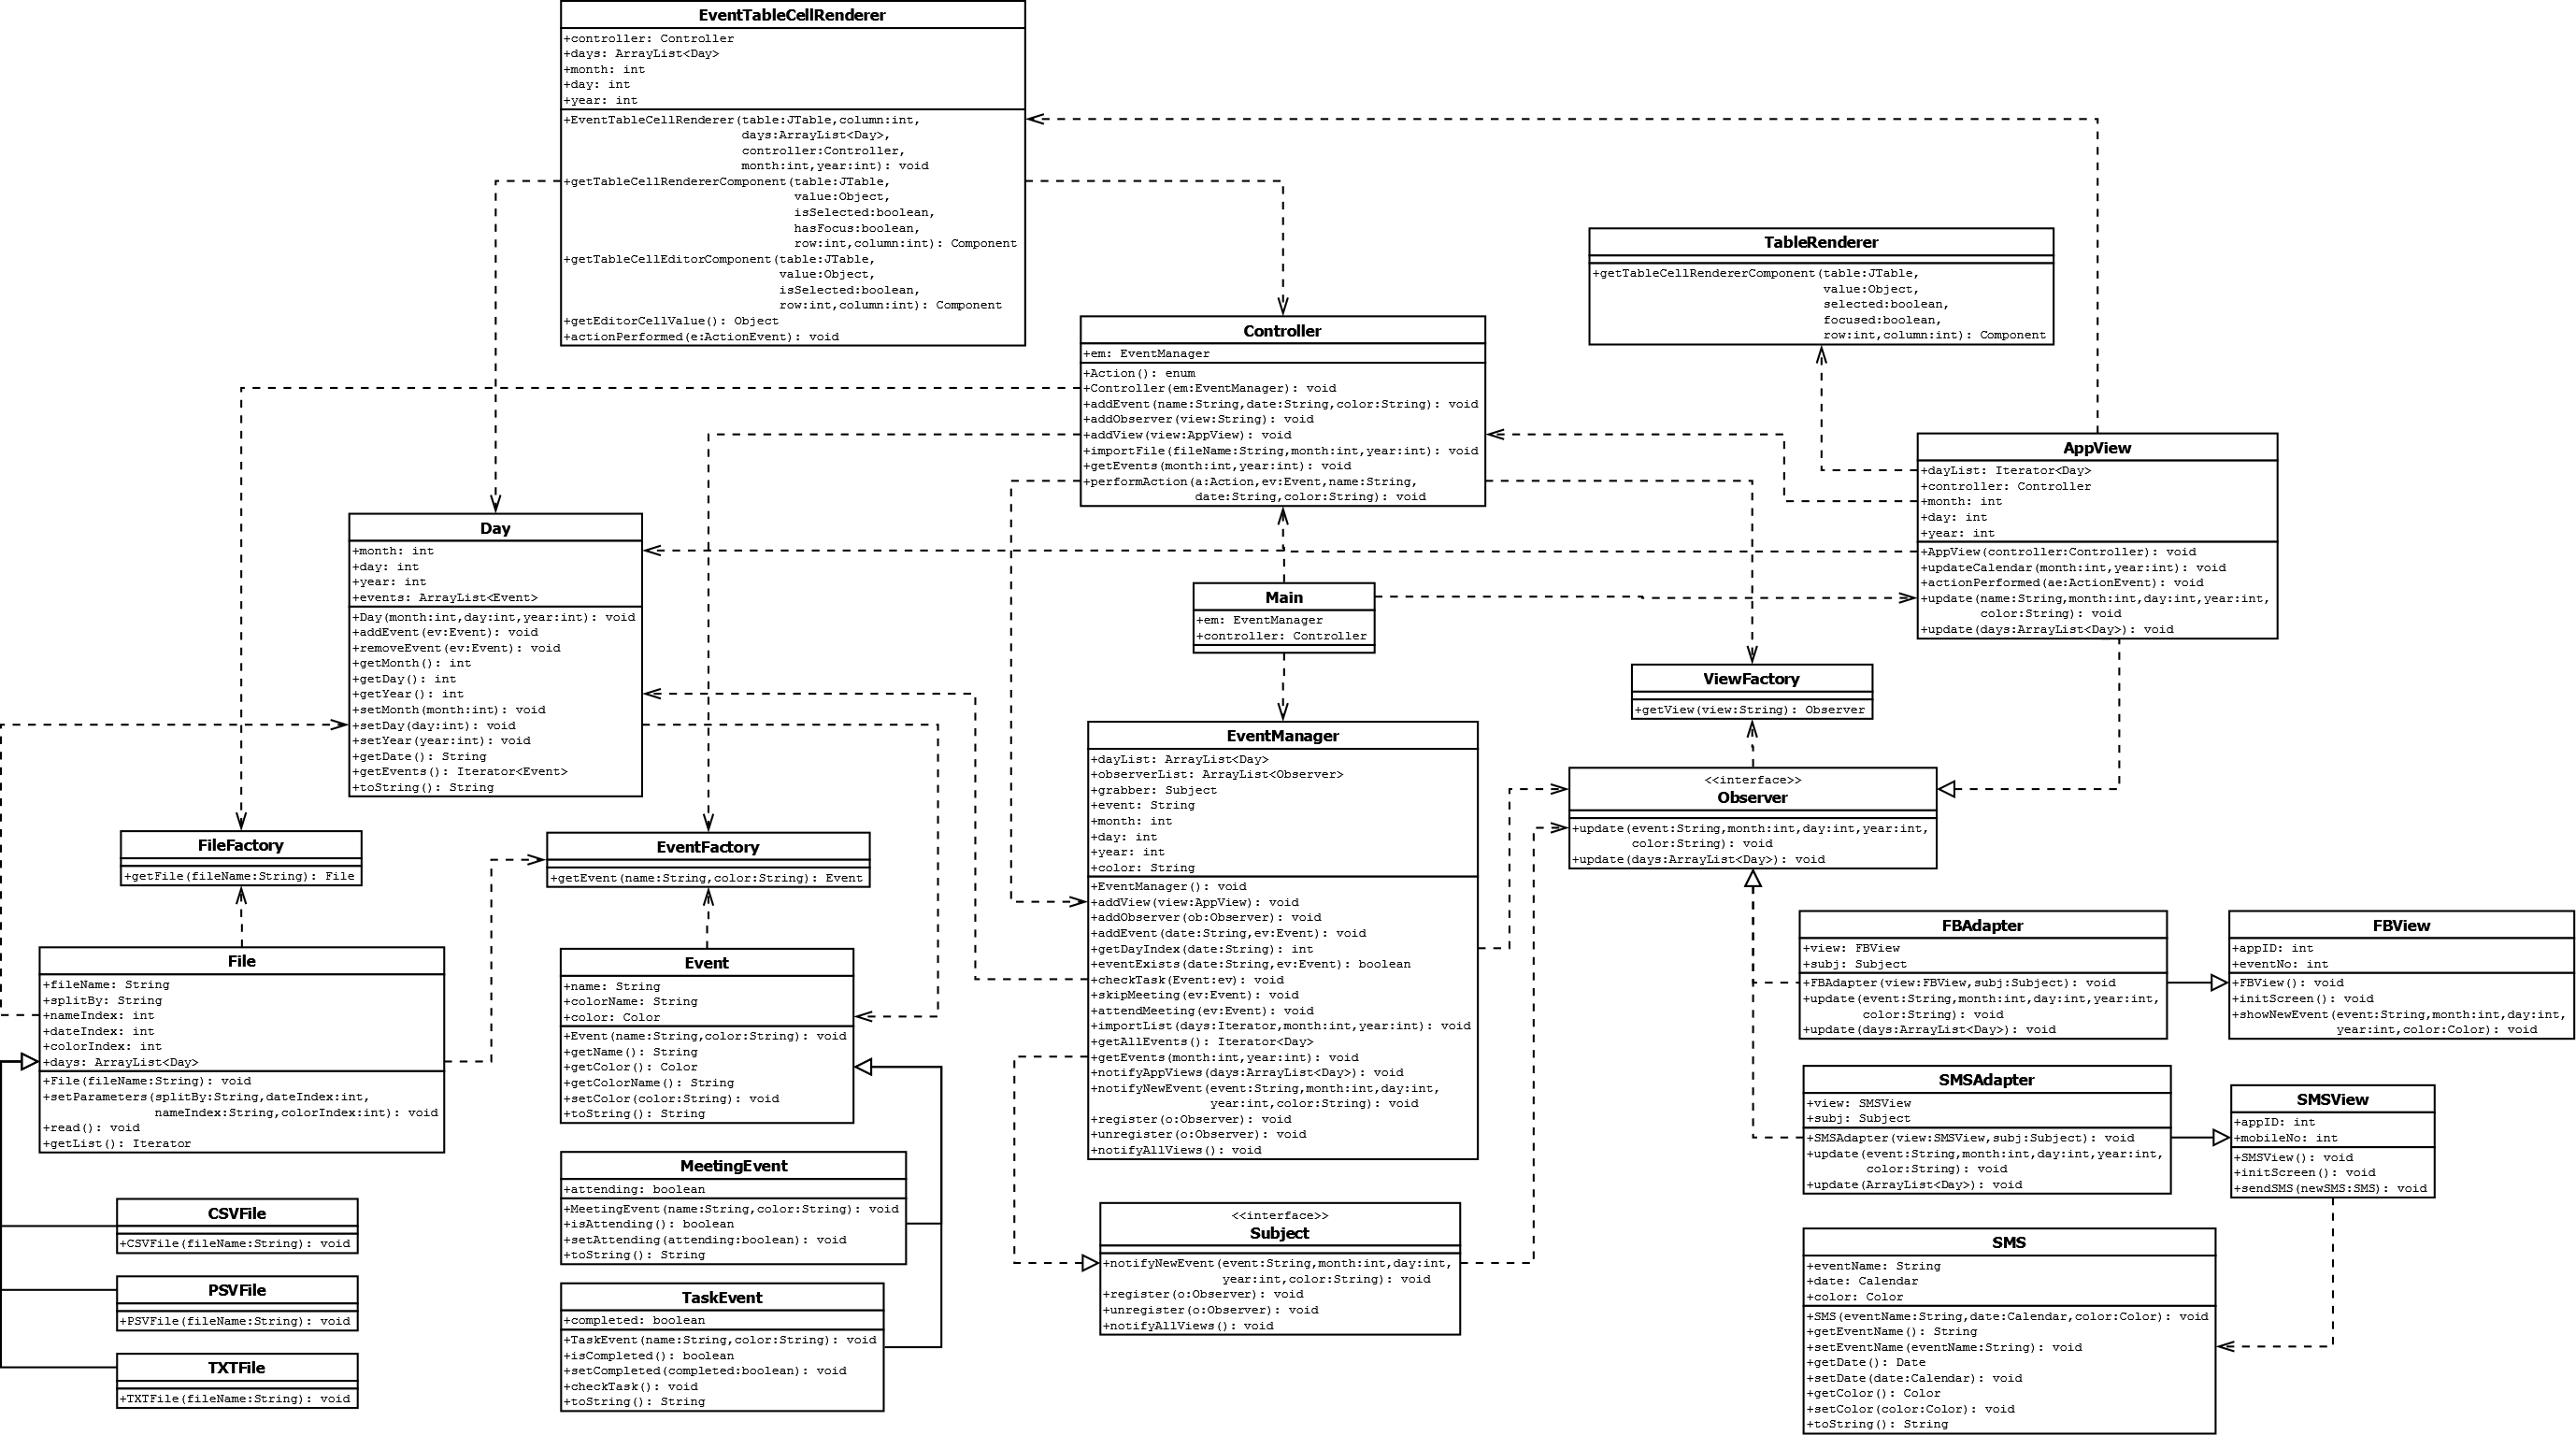 EventTableCellRenderer
+controller: Controller
+days: ArrayList<Day>
+month: int
+day: int
+year: int
+EventTableCellRenderer(table:JTable,column:int,
days:ArrayList<Day>,
controller:Controller,
month:int,year:int): void
+getTableCellRendererComponent(table:JTable,
value:Object,
isSelected:boolean,
hasFocus:boolean,
row:int,column:int): Component
+getTableCellEditorComponent(table:JTable,
value:Object,
isSelected:boolean,
row:int,column:int): Component
+getEditorCellValue(): Object
+actionPerformed(e:ActionEvent): void
TableRenderer
+getTableCellRendererComponent(table:JTable,
value:Object,
selected:boolean,
focused:boolean,
row:int,column:int): Component
Controller
+em: EventManager
+Action(): enum
+Controller(em:EventManager): void
+addEvent(name:String,date:String,color:String): void
+addObserver(view:String): void
+addView(view:AppView): void
+importFile(fileName:String,month:int,year:int): void
+getEvents(month:int,year:int): void
+performAction(a:Action,ev:Event,name:String,
date:String,color:String): void
AppView
+dayList: Iterator<Day>
+controller: Controller
+month: int
+day: int
+year: int
+AppView(controller:Controller): void
+updateCalendar(month:int,year:int): void
+actionPerformed(ae:ActionEvent): void
+update(name:String,month:int,day:int,year:int,
color:String): void
+update(days:ArrayList<Day>): void
Day
+month: int
+day: int
+year: int
+events: ArrayList<Event>
+Day(month:int,day:int,year:int): void
+addEvent(ev:Event): void
+removeEvent(ev:Event): void
+getMonth(): int
+getDay(): int
+getYear(): int
+setMonth(month:int): void
+setDay(day:int): void
+setYear(year:int): void
+getDate(): String
+getEvents(): Iterator<Event>
+toString(): String
Main
+em: EventManager
+controller: Controller
ViewFactory
+getView(view:String): Observer
EventManager
+dayList: ArrayList<Day>
+observerList: ArrayList<Observer>
+grabber: Subject
+event: String
+month: int
+day: int
+year: int
+color: String
+EventManager(): void
+addView(view:AppView): void
+addObserver(ob:Observer): void
+addEvent(date:String,ev:Event): void
+getDayIndex(date:String): int
+eventExists(date:String,ev:Event): boolean
+checkTask(Event:ev): void
+skipMeeting(ev:Event): void
+attendMeeting(ev:Event): void
+importList(days:Iterator,month:int,year:int): void
+getAllEvents(): Iterator<Day>
+getEvents(month:int,year:int): void
+notifyAppViews(days:ArrayList<Day>): void
+notifyNewEvent(event:String,month:int,day:int,
year:int,color:String): void
+register(o:Observer): void
+unregister(o:Observer): void
+notifyAllViews(): void
<<interface>>
Observer
+update(event:String,month:int,day:int,year:int,
color:String): void
+update(days:ArrayList<Day>): void
FileFactory
+getFile(fileName:String): File
EventFactory
+getEvent(name:String,color:String): Event
File
+fileName: String
+splitBy: String
+nameIndex: int
+dateIndex: int
+colorIndex: int
+days: ArrayList<Day>
+File(fileName:String): void
+setParameters(splitBy:String,dateIndex:int,
nameIndex:String,colorIndex:int): void
+read(): void
+getList(): Iterator
Event
+name: String
+colorName: String
+color: Color
+Event(name:String,color:String): void
+getName(): String
+getColor(): Color
+getColorName(): String
+setColor(color:String): void
+toString(): String
FBAdapter
+view: FBView
+subj: Subject
+FBAdapter(view:FBView,subj:Subject): void
+update(event:String,month:int,day:int,year:int,
color:String): void
+update(days:ArrayList<Day>): void
FBView
+appID: int
+eventNo: int
+FBView(): void
+initScreen(): void
+showNewEvent(event:String,month:int,day:int,
year:int,color:Color): void
SMSAdapter
+view: SMSView
+subj: Subject
+SMSAdapter(view:SMSView,subj:Subject): void
+update(event:String,month:int,day:int,year:int,
color:String): void
+update(ArrayList<Day>): void
SMSView
+appID: int
+mobileNo: int
+SMSView(): void
+initScreen(): void
+sendSMS(newSMS:SMS): void
MeetingEvent
+attending: boolean
+MeetingEvent(name:String,color:String): void
+isAttending(): boolean
+setAttending(attending:boolean): void
+toString(): String
CSVFile
+CSVFile(fileName:String): void
<<interface>>
Subject
+notifyNewEvent(event:String,month:int,day:int,
year:int,color:String): void
+register(o:Observer): void
+unregister(o:Observer): void
+notifyAllViews(): void
SMS
+eventName: String
+date: Calendar
+color: Color
+SMS(eventName:String,date:Calendar,color:Color): void
+getEventName(): String
+setEventName(eventName:String): void
+getDate(): Date
+setDate(date:Calendar): void
+getColor(): Color
+setColor(color:Color): void
+toString(): String
PSVFile
+PSVFile(fileName:String): void
TaskEvent
+completed: boolean
+TaskEvent(name:String,color:String): void
+isCompleted(): boolean
+setCompleted(completed:boolean): void
+checkTask(): void
+toString(): String
TXTFile
+TXTFile(fileName:String): void